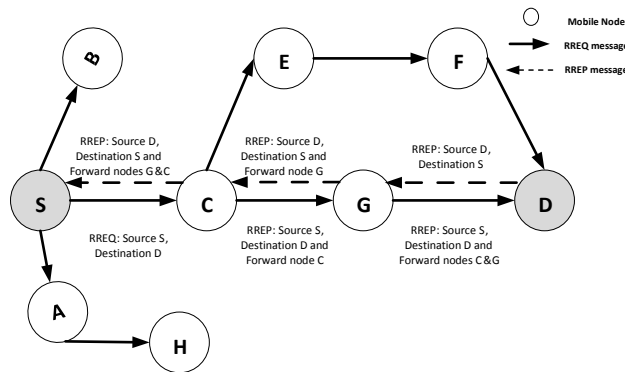 Mobile Node
RREQ message
RREP message
B
E
F
RREP: Source D,
Destination S and
Forward nodes G&C
RREP: Source D,
Destination S and
Forward node G
RREP: Source D,
Destination S
S
C
G
D
RREQ: Source S,
Destination D
RREP: Source S,
Destination D and
Forward node C
RREP: Source S,
Destination D and
Forward nodes C&G
A
H